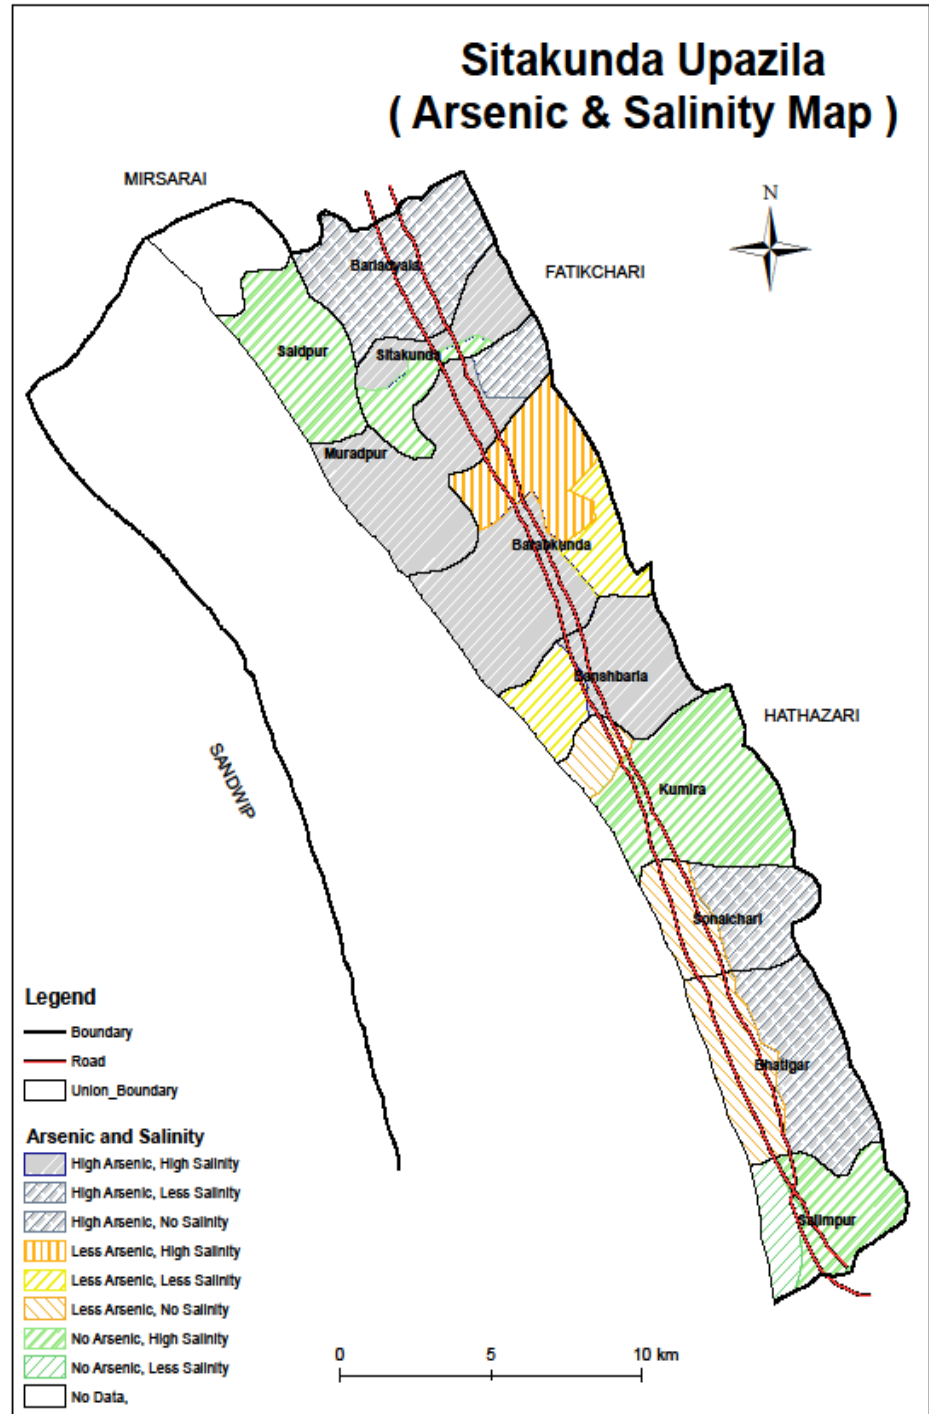 Sitakunda Upazila
( Arsenic & Salinity Map )
MIRSARAI
N
FATIKCHARI
Bariadyala
Saidpur
Sitakunda
Muradpur
Barabkunda
Banshbaria
HATHAZARI
SANDWIP
Kumira
Sonaichari
Bhatiari
Salimpur
Legend
Boundary
Road
Union_Boundary
Arsenic and Salinity
High Arsenic, High Salinity
High Arsenic, Less Salinity
High Arsenic, No Salinity
Less Arsenic, High Salinity
Less Arsenic, Less Salinity
Less Arsenic, No Salinity
No Arsenic, High Salinity
No Arsenic, Less Salinity
No Data,
0 5 10 km